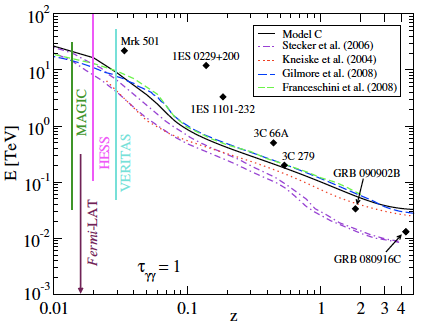 10^2
10^1
10^0
10^-1
10^-2
10^-3
E [TeV]
Mrk 501
1ES 0229+200
1ES 1101-232
3C 66A
3C 279
GRB 090902B
GRB 080916C
Model C
Stecker et al. (2006)
Kneiske et al. (2004)
Gilmore et al. (2008)
Franceschini et al. (2008)
MAGIC
HESS
VERITAS
Fermi-LAT
τγγ = 1
0.01 0.1 1 2 3 4
z